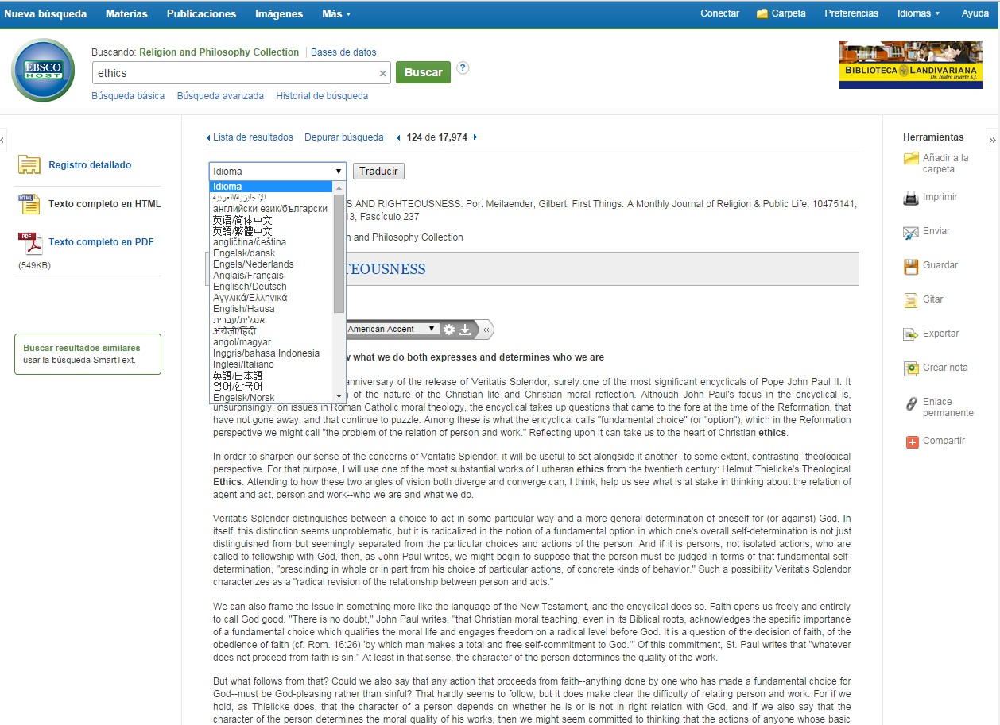 Nueva búsqueda Materias Publicaciones Imágenes Más Conectar Carpeta Preferencias Idiomas Ayuda
EBSCO
HOST
Buscando: Religion and Philosophy Collection Bases de datos
ethics × Buscar ?
Búsqueda básica Búsqueda avanzada Historial de búsqueda
BIBLIOTECA LANDIVARIANA
Dr. Isidro Iriarte S.J.
Registro detallado
HTML Texto completo en HTML
PDF Texto completo en PDF
(549KB)
Buscar resultados similares
usar la búsqueda SmartText.
Lista de resultados Depurar búsqueda 124 de 17,974
Idioma Traducir
Idioma
الإنجليزية/العربية
английски език/български
英语/简体中文
英語/繁體中文
angličtina/čeština
Engelsk/dansk
Engels/Nederlands
Anglais/Français
Englisch/Deutsch
Αγγλικά/Ελληνικά
English/Hausa
אנגלית/עברית
अंग्रेज़ी/हिंदी
angol/magyar
Inggris/bahasa Indonesia
Inglesi/Italiano
英語/日本語
영어/한국어
Engelsk/Norsk
S AND RIGHTEOUSNESS. Por: Meilaender, Gilbert, First Things: A Monthly Journal of Religion & Public Life, 10475141,
13, Fascículo 237
n and Philosophy Collection
TEOUSNESS
American Accent
w what we do both expresses and determines who we are
anniversary of the release of Veritatis Splendor, surely one of the most significant encyclicals of Pope John Paul II. It
n of the nature of the Christian life and Christian moral reflection. Although John Paul's focus in the encyclical is,
unsurprisingly, on issues in Roman Catholic moral theology, the encyclical takes up questions that came to the fore at the time of the Reformation, that
have not gone away, and that continue to puzzle. Among these is what the encyclical calls "fundamental choice" (or "option"), which in the Reformation
perspective we might call "the problem of the relation of person and work." Reflecting upon it can take us to the heart of Christian ethics.
In order to sharpen our sense of the concerns of Veritatis Splendor, it will be useful to set alongside it another--to some extent, contrasting--theological
perspective. For that purpose, I will use one of the most substantial works of Lutheran ethics from the twentieth century: Helmut Thielicke's Theological
Ethics. Attending to how these two angles of vision both diverge and converge can, I think, help us see what is at stake in thinking about the relation of
agent and act, person and work--who we are and what we do.
Veritatis Splendor distinguishes between a choice to act in some particular way and a more general determination of oneself for (or against) God. In
itself, this distinction seems unproblematic, but it is radicalized in the notion of a fundamental option in which one's overall self-determination is not just
distinguished from but seemingly separated from the particular choices and actions of the person. And if it is persons, not isolated actions, who are
called to fellowship with God, then, as John Paul writes, we might begin to suppose that the person must be judged in terms of that fundamental self-
determination, "prescinding in whole or in part from his choice of particular actions, of concrete kinds of behavior." Such a possibility Veritatis Splendor
characterizes as a "radical revision of the relationship between person and acts."
We can also frame the issue in something more like the language of the New Testament, and the encyclical does so. Faith opens us freely and entirely
to call God good. "There is no doubt," John Paul writes, "that Christian moral teaching, even in its Biblical roots, acknowledges the specific importance
of a fundamental choice which qualifies the moral life and engages freedom on a radical level before God. It is a question of the decision of faith, of the
obedience of faith (cf. Rom. 16:26) 'by which man makes a total and free self-commitment to God.'" Of this commitment, St. Paul writes that "whatever
does not proceed from faith is sin." At least in that sense, the character of the person determines the quality of the work.
But what follows from that? Could we also say that any action that proceeds from faith--anything done by one who has made a fundamental choice for
God--must be God-pleasing rather than sinful? That hardly seems to follow, but it does make clear the difficulty of relating person and work. For if we
hold, as Thielicke does, that the character of a person depends on whether he is or is not in right relation with God, and if we also say that the
character of the person determines the moral quality of his works, then we might seem committed to thinking that the actions of anyone whose basic
Herramientas
Añadir a la
carpeta
Imprimir
Enviar
Guardar
Citar
Exportar
Crear nota
Enlace
permanente
Compartir